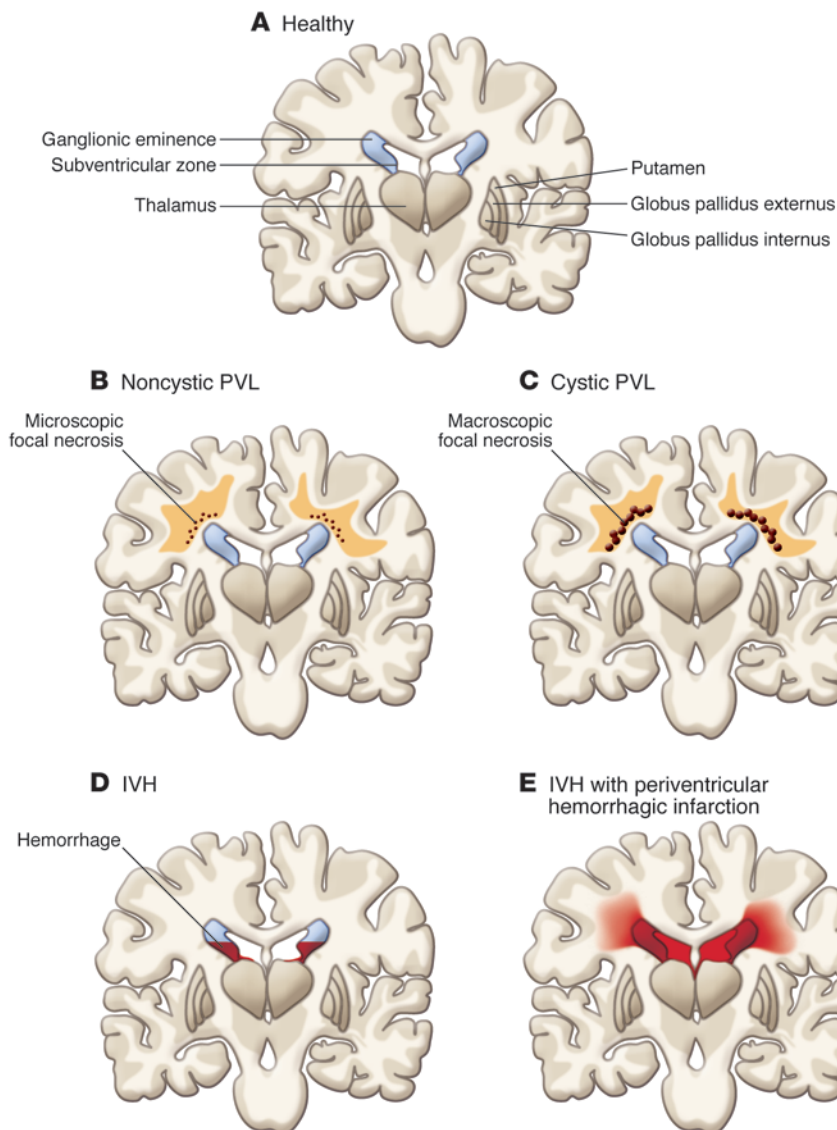 A Healthy
Ganglionic eminence
Subventricular zone
Thalamus
Putamen
Globus pallidus externus
Globus pallidus internus
B Noncystic PVL
Microscopic
focal necrosis
C Cystic PVL
Macroscopic
focal necrosis
D IVH
Hemorrhage
E IVH with periventricular
hemorrhagic infarction